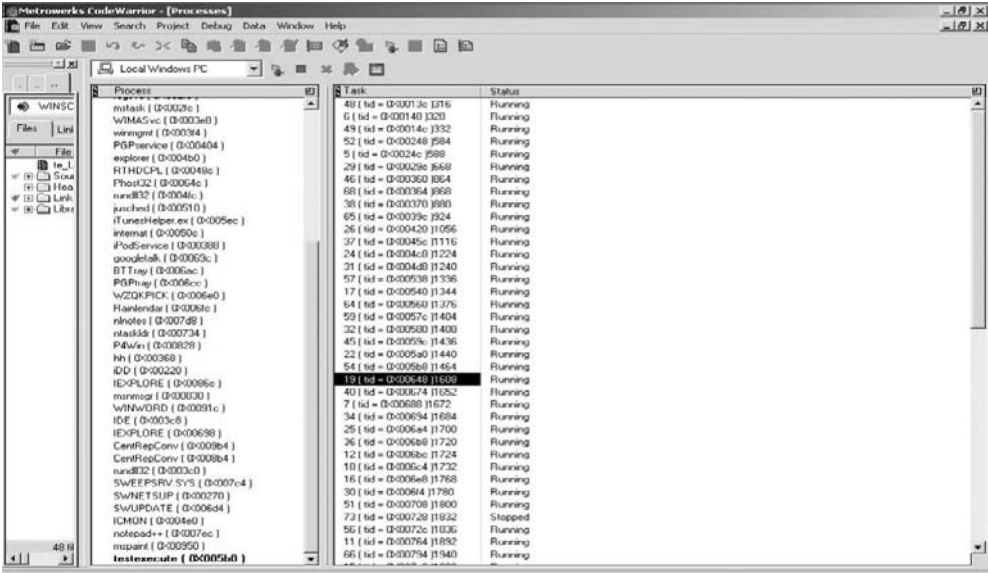 Metrowerks CodeWarrior - [Processes]
File Edit View Search Project Debug Data Window Help
Local Windows PC
WINSC
Files Link
File
te_L
Sour
Hea
Link
Libra
48 fil
Process
mstask ( 0X002fc )
WIMASvc ( 0X003e8 )
winmgmt ( 0X003f4 )
PGPservice ( 0X00404 )
explorer ( 0X004b0 )
RTHDCPL ( 0X0048c )
Phost32 ( 0X0064c )
rundll32 ( 0X004fc )
jusched ( 0X00510 )
iTunesHelper.ex ( 0X005ec )
internat ( 0X0050c )
iPodService ( 0X00388 )
googletalk ( 0X0069c )
BTTray ( 0X006ac )
PGPtray ( 0X006cc )
WZQKPICK ( 0X006e0 )
Rainlendar ( 0X006fc )
nlnotes ( 0X007d8 )
ntaskldr ( 0X00734 )
P4Win ( 0X00828 )
hh ( 0X00368 )
iDD ( 0X00220 )
IEXPLORE ( 0X0086c )
msnmsgr ( 0X00830 )
WINWORD ( 0X0091c )
IDE ( 0X003c8 )
IEXPLORE ( 0X00698 )
CentRepConv ( 0X009b4 )
CentRepConv ( 0X008b4 )
rundll32 ( 0X003c0 )
SWEEPSRV.SYS ( 0X007c4 )
SWNETSUP ( 0X00270 )
SWUPDATE ( 0X006d4 )
ICMON ( 0X004e0 )
notepad++ ( 0X007ec )
mspaint ( 0X00950 )
testexecute ( 0X005b0 )
Task Status
48 ( tid = 0X0013c )316 Running
6 ( tid = 0X00140 )320 Running
49 ( tid = 0X0014c )332 Running
52 ( tid = 0X00248 )584 Running
5 ( tid = 0X0024c )588 Running
29 ( tid = 0X0029c )668 Running
46 ( tid = 0X00360 )864 Running
68 ( tid = 0X00364 )868 Running
38 ( tid = 0X00370 )880 Running
65 ( tid = 0X0039c )924 Running
26 ( tid = 0X00420 )1056 Running
37 ( tid = 0X0045c )1116 Running
24 ( tid = 0X004c8 )1224 Running
31 ( tid = 0X004d8 )1240 Running
57 ( tid = 0X00538 )1336 Running
17 ( tid = 0X00540 )1344 Running
64 ( tid = 0X00560 )1376 Running
59 ( tid = 0X0057c )1404 Running
32 ( tid = 0X00580 )1408 Running
45 ( tid = 0X0059c )1436 Running
22 ( tid = 0X005a0 )1440 Running
54 ( tid = 0X005b8 )1464 Running
19 ( tid = 0X00648 )1608 Running
40 ( tid = 0X00674 )1652 Running
7 ( tid = 0X00688 )1672 Running
34 ( tid = 0X00694 )1684 Running
25 ( tid = 0X006a4 )1700 Running
36 ( tid = 0X006b8 )1720 Running
12 ( tid = 0X006bc )1724 Running
10 ( tid = 0X006c4 )1732 Running
16 ( tid = 0X006e8 )1768 Running
30 ( tid = 0X006f4 )1780 Running
51 ( tid = 0X00708 )1800 Running
73 ( tid = 0X00728 )1832 Stopped
56 ( tid = 0X0072c )1836 Running
11 ( tid = 0X00764 )1892 Running
66 ( tid = 0X00794 )1940 Running